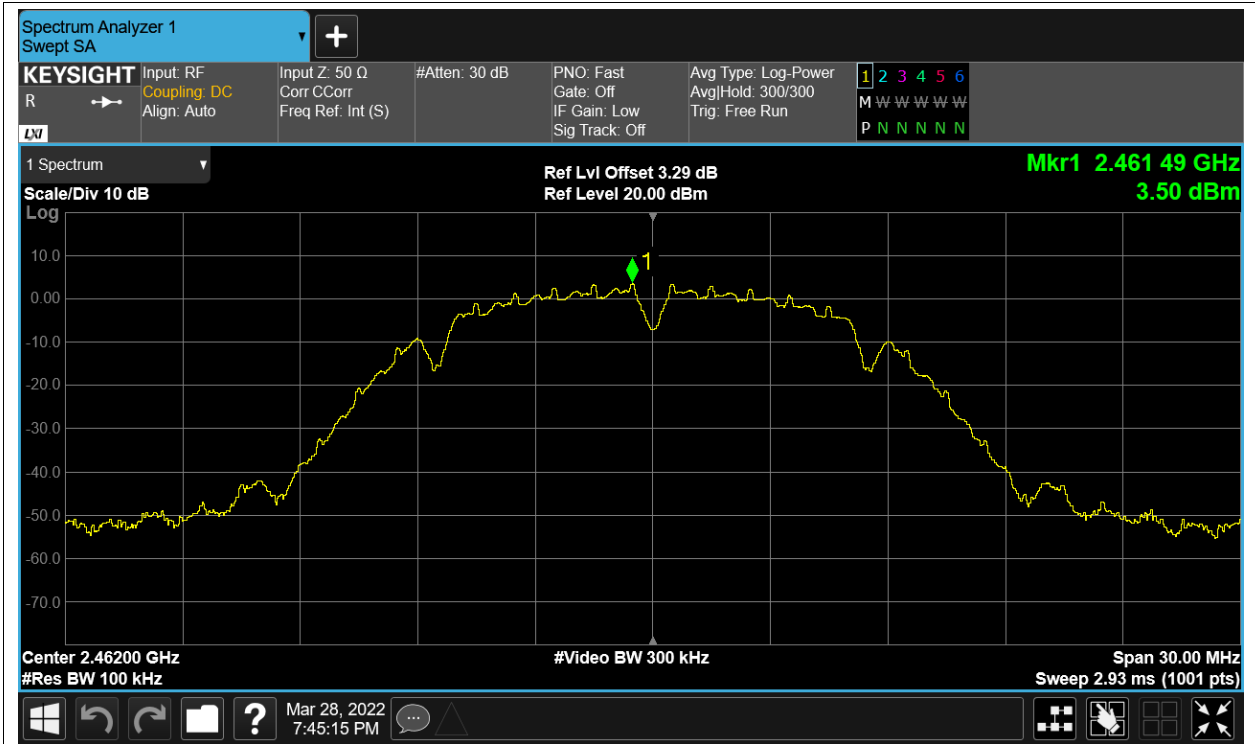 Spectrum Analyzer 1
Swept SA
KEYSIGHT
R
LXI
Input: RF
Coupling: DC
Align: Auto
Input Z: 50 Ω
Corr CCorr
Freq Ref: Int (S)
#Atten: 30 dB
PNO: Fast
Gate: Off
IF Gain: Low
Sig Track: Off
Avg Type: Log-Power
Avg|Hold: 300/300
Trig: Free Run
1 2 3 4 5 6
M W W W W W W
P N N N N N
1 Spectrum
Scale/Div 10 dB
Log
Ref Lvl Offset 3.29 dB
Ref Level 20.00 dBm
Mkr1 2.461 49 GHz
3.50 dBm
1
10.0
0.00
-10.0
-20.0
-30.0
-40.0
-50.0
-60.0
-70.0
Center 2.46200 GHz
#Res BW 100 kHz
#Video BW 300 kHz
Span 30.00 MHz
Sweep 2.93 ms (1001 pts)
?
Mar 28, 2022
7:45:15 PM